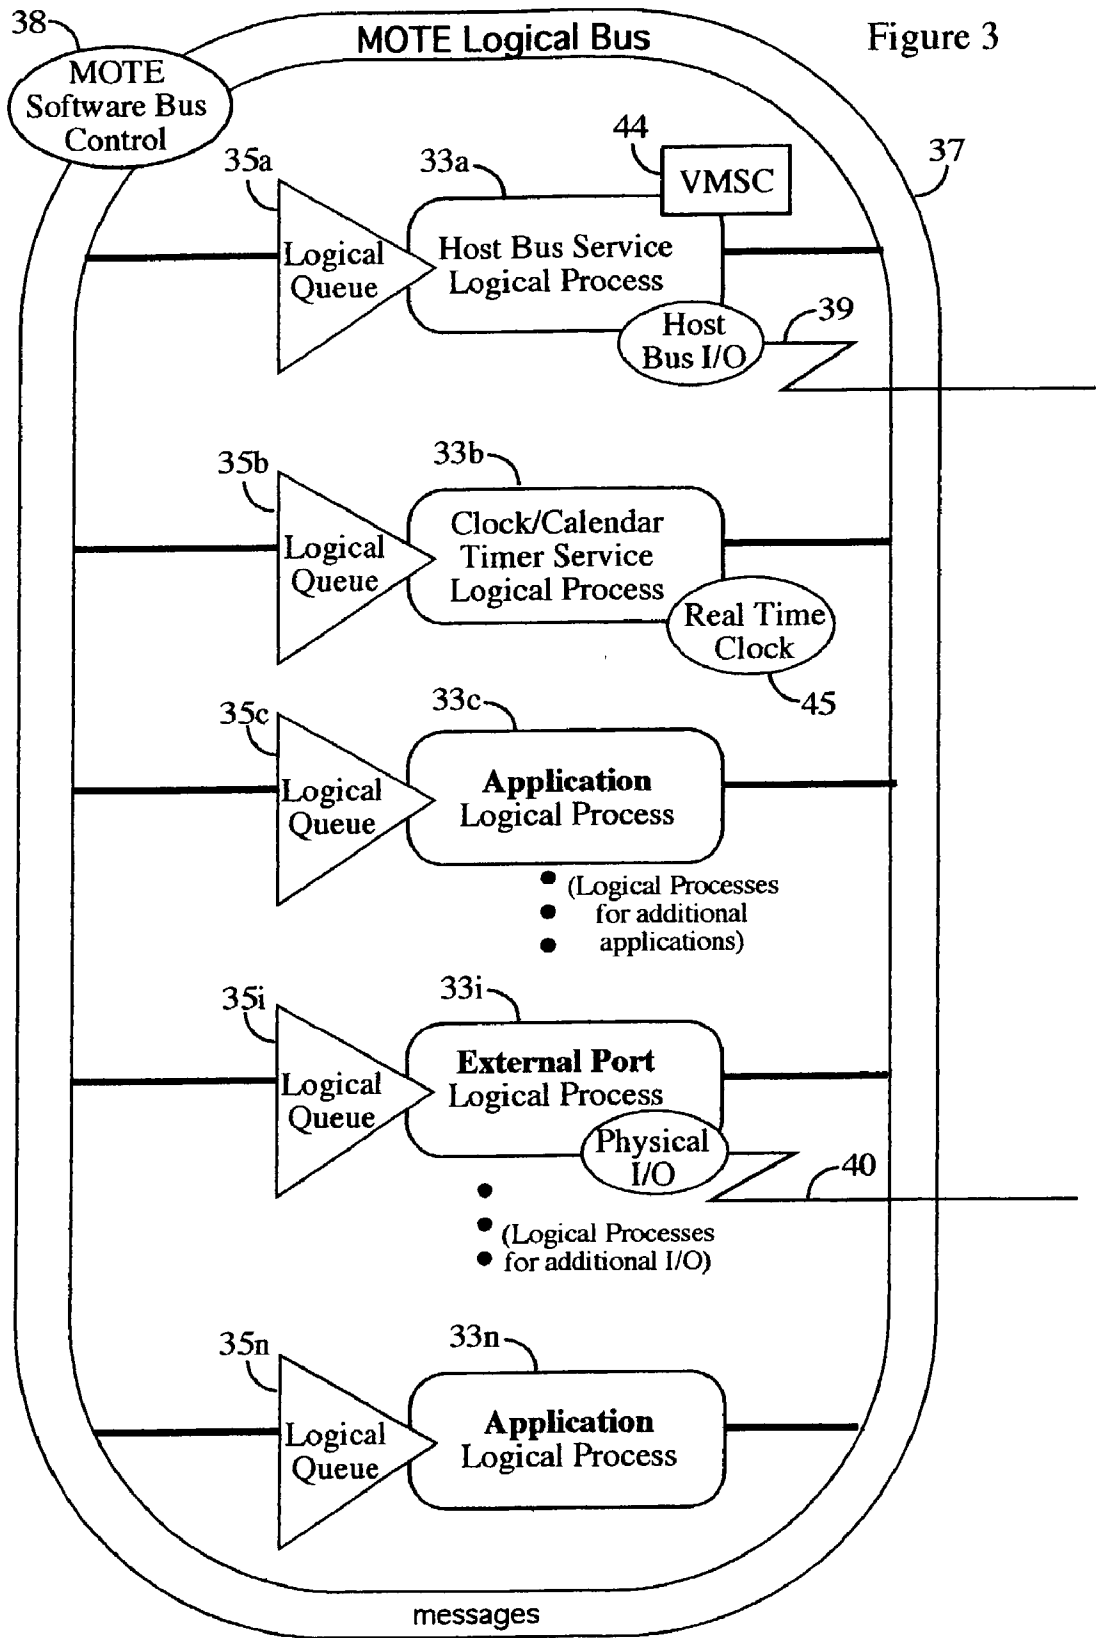 38
MOTE Logical Bus
Figure 3
MOTE
Software Bus
Control
35a
33a
44
VMSC
37
Logical
Queue
Host Bus Service
Logical Process
Host
Bus I/O
39
35b
33b
Logical
Queue
Clock/Calendar
Timer Service
Logical Process
Real Time
Clock
45
35c
33c
Logical
Queue
Application
Logical Process
(Logical Processes
for additional
applications)
35i
33i
Logical
Queue
External Port
Logical Process
Physical
I/O
40
(Logical Processes
for additional I/O)
35n
33n
Logical
Queue
Application
Logical Process
messages